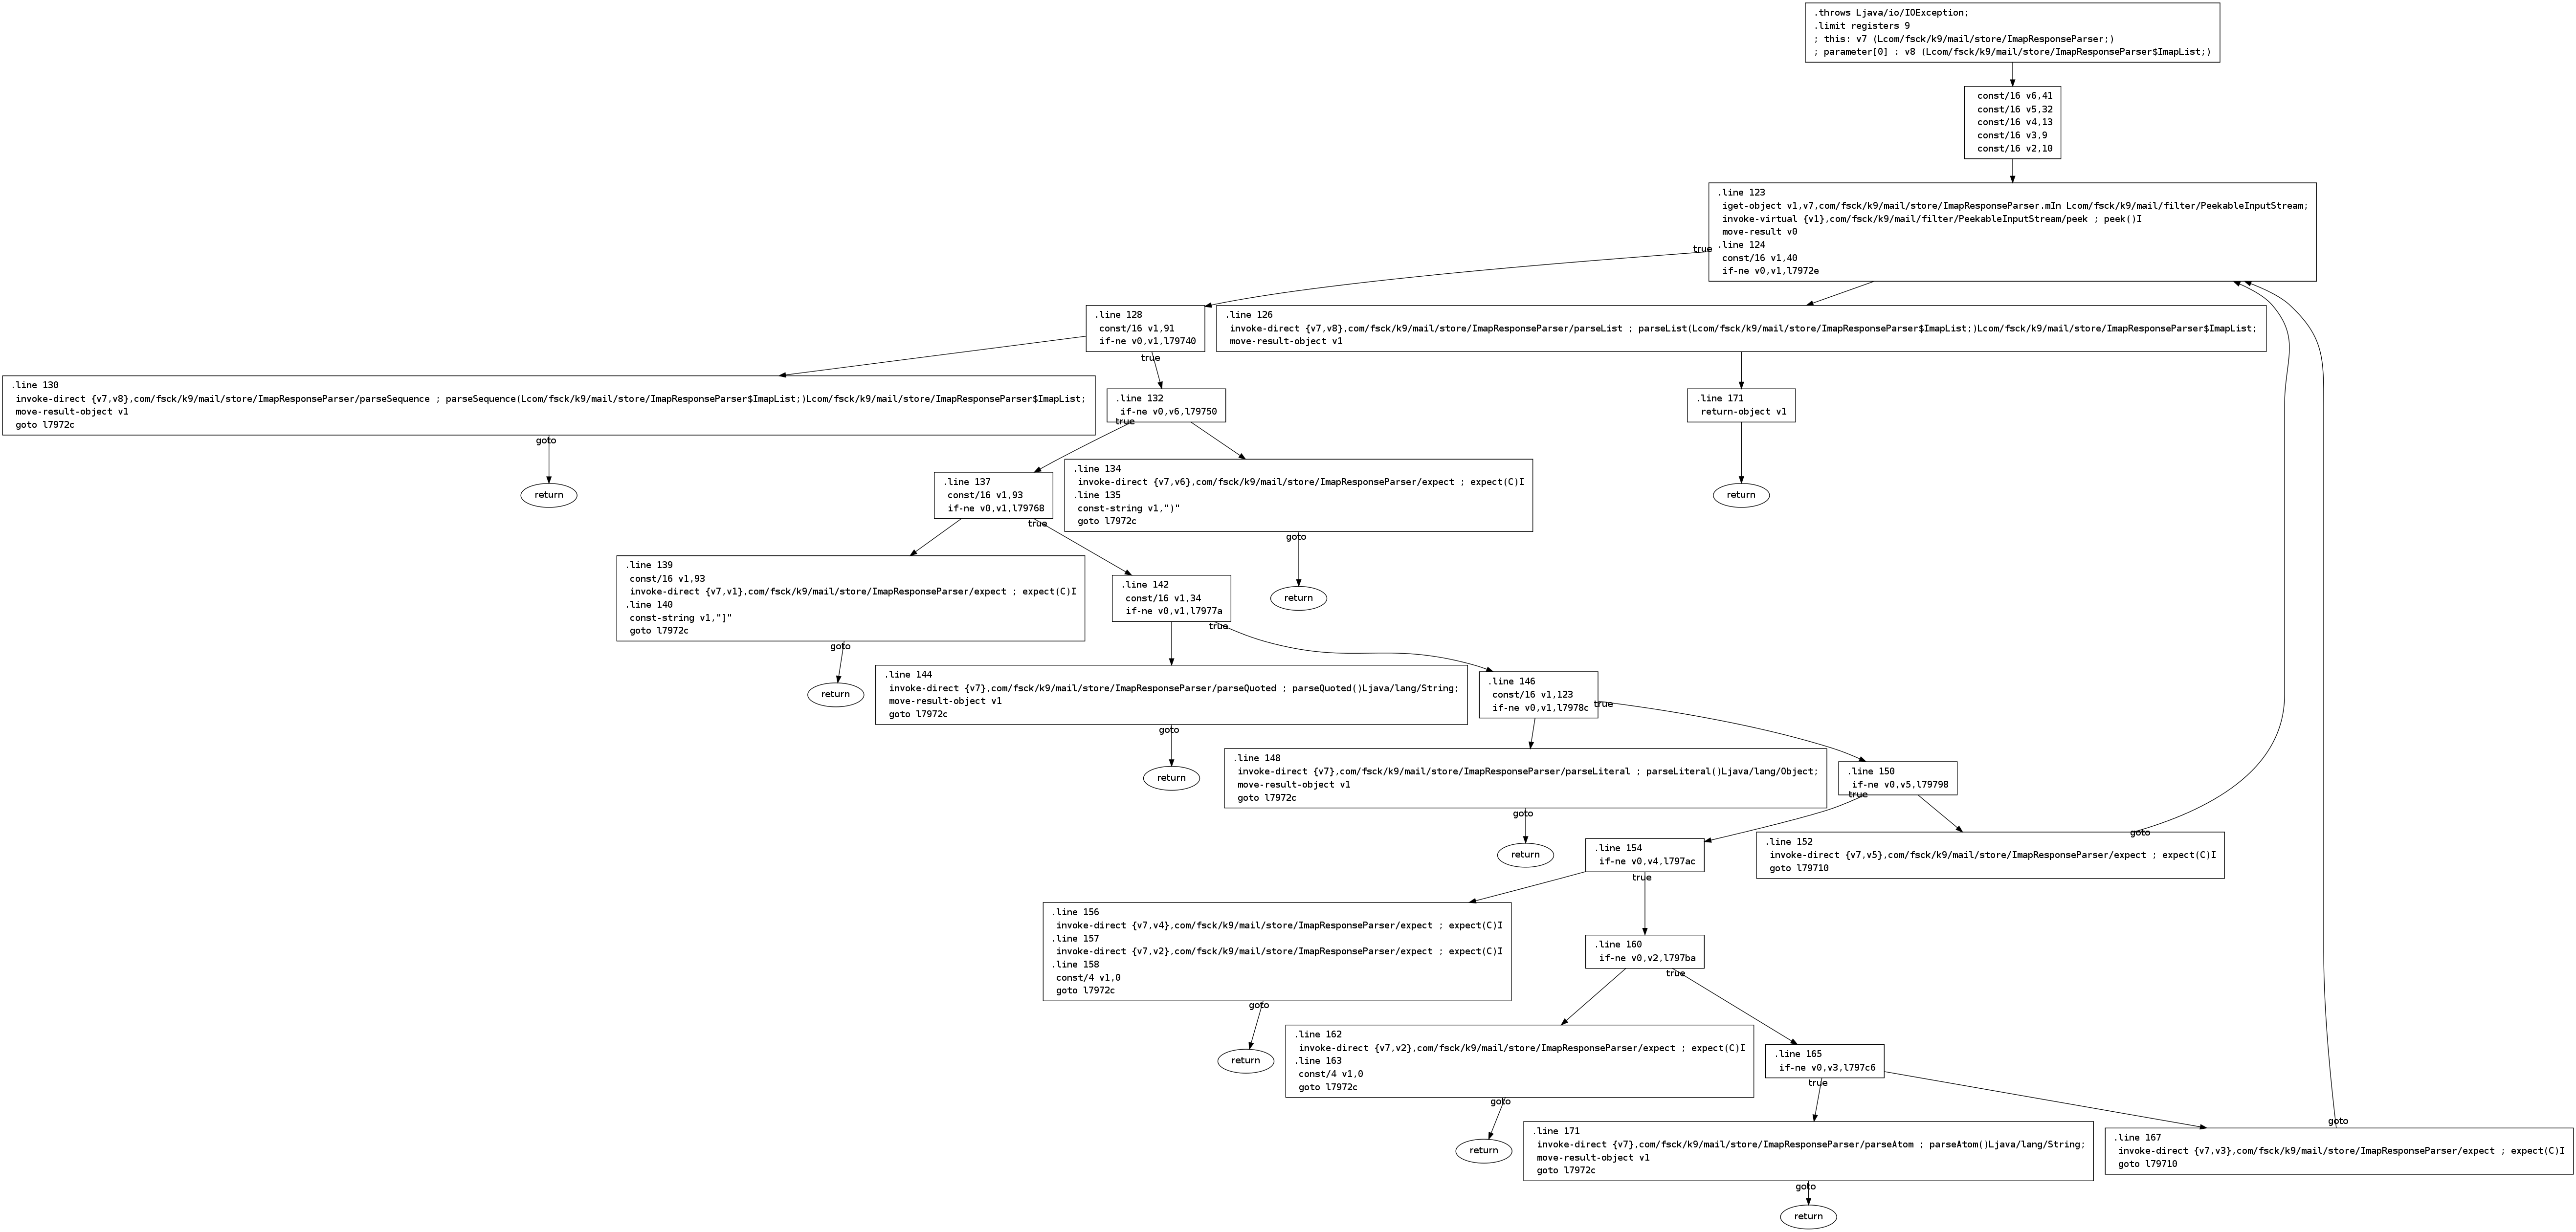 .throws Ljava/io/IOException;
.limit registers 9
; this: v7 (Lcom/fsck/k9/mail/store/ImapResponseParser;)
; parameter[0] : v8 (Lcom/fsck/k9/mail/store/ImapResponseParser$ImapList;)
const/16 v6,41
const/16 v5,32
const/16 v4,13
const/16 v3,9
const/16 v2,10
.line 123
iget-object v1,v7,com/fsck/k9/mail/store/ImapResponseParser.mIn Lcom/fsck/k9/mail/filter/PeekableInputStream;
invoke-virtual {v1},com/fsck/k9/mail/filter/PeekableInputStream/peek ; peek()I
move-result v0
.line 124
const/16 v1,40
if-ne v0,v1,l7972e
true
.line 128
const/16 v1,91
if-ne v0,v1,l79740
true
.line 126
invoke-direct {v7,v8},com/fsck/k9/mail/store/ImapResponseParser/parseList ; parseList(Lcom/fsck/k9/mail/store/ImapResponseParser$ImapList;)Lcom/fsck/k9/mail/store/ImapResponseParser$ImapList;
move-result-object v1
.line 130
invoke-direct {v7,v8},com/fsck/k9/mail/store/ImapResponseParser/parseSequence ; parseSequence(Lcom/fsck/k9/mail/store/ImapResponseParser$ImapList;)Lcom/fsck/k9/mail/store/ImapResponseParser$ImapList;
move-result-object v1
goto l7972c
goto
return
.line 132
if-ne v0,v6,l79750
true
.line 171
return-object v1
return
.line 137
const/16 v1,93
if-ne v0,v1,l79768
true
.line 134
invoke-direct {v7,v6},com/fsck/k9/mail/store/ImapResponseParser/expect ; expect(C)I
.line 135
const-string v1,")"
goto l7972c
goto
return
.line 139
const/16 v1,93
invoke-direct {v7,v1},com/fsck/k9/mail/store/ImapResponseParser/expect ; expect(C)I
.line 140
const-string v1,"]"
goto l7972c
goto
return
.line 142
const/16 v1,34
if-ne v0,v1,l7977a
true
.line 144
invoke-direct {v7},com/fsck/k9/mail/store/ImapResponseParser/parseQuoted ; parseQuoted()Ljava/lang/String;
move-result-object v1
goto l7972c
goto
return
.line 146
const/16 v1,123
if-ne v0,v1,l7978c
true
.line 148
invoke-direct {v7},com/fsck/k9/mail/store/ImapResponseParser/parseLiteral ; parseLiteral()Ljava/lang/Object;
move-result-object v1
goto l7972c
goto
return
.line 150
if-ne v0,v5,l79798
true
.line 152
invoke-direct {v7,v5},com/fsck/k9/mail/store/ImapResponseParser/expect ; expect(C)I
goto l79710
goto
.line 154
if-ne v0,v4,l797ac
true
.line 156
invoke-direct {v7,v4},com/fsck/k9/mail/store/ImapResponseParser/expect ; expect(C)I
.line 157
invoke-direct {v7,v2},com/fsck/k9/mail/store/ImapResponseParser/expect ; expect(C)I
.line 158
const/4 v1,0
goto l7972c
goto
return
.line 160
if-ne v0,v2,l797ba
true
.line 162
invoke-direct {v7,v2},com/fsck/k9/mail/store/ImapResponseParser/expect ; expect(C)I
.line 163
const/4 v1,0
goto l7972c
goto
return
.line 165
if-ne v0,v3,l797c6
true
.line 171
invoke-direct {v7},com/fsck/k9/mail/store/ImapResponseParser/parseAtom ; parseAtom()Ljava/lang/String;
move-result-object v1
goto l7972c
goto
return
goto
.line 167
invoke-direct {v7,v3},com/fsck/k9/mail/store/ImapResponseParser/expect ; expect(C)I
goto l79710